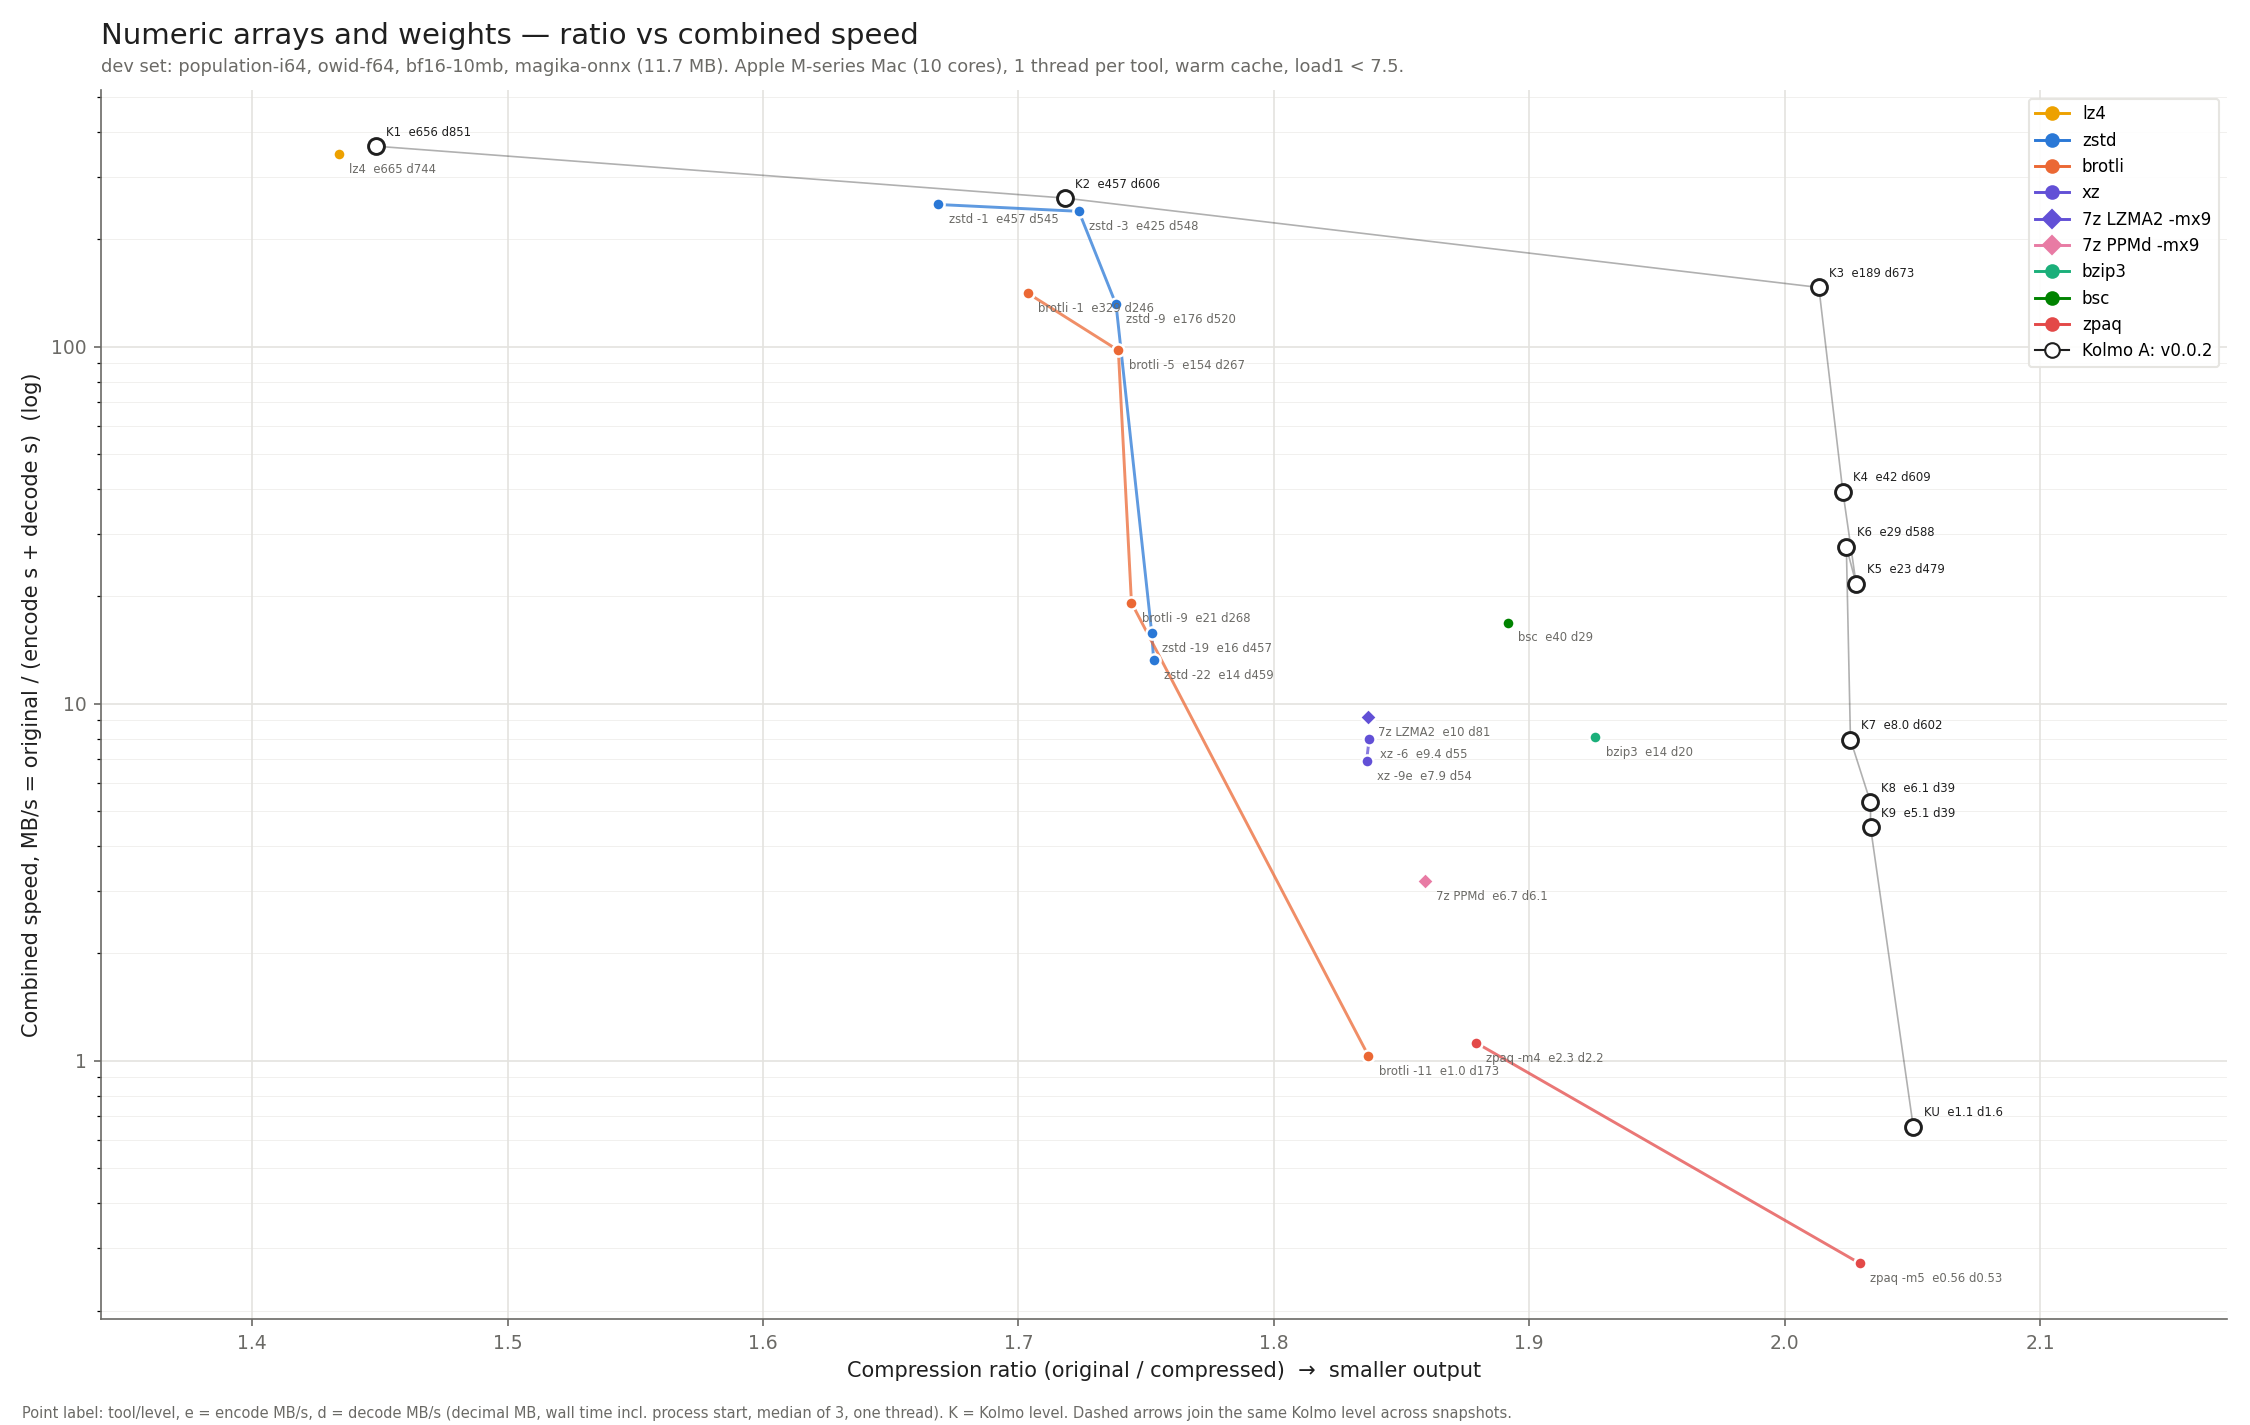 Numeric arrays and weights — ratio vs combined speed
dev set: population-i64, owid-f64, bf16-10mb, magika-onnx (11.7 MB). Apple M-series Mac (10 cores), 1 thread per tool, warm cache, load1 < 7.5.
lz4
zstd
brotli
xz
7z LZMA2 -mx9
7z PPMd -mx9
bzip3
bsc
zpaq
Kolmo A: v0.0.2
K1 e656 d851
lz4 e665 d744
K2 e457 d606
zstd -1 e457 d545
zstd -3 e425 d548
K3 e189 d673
brotli -1 e329 d246
zstd -9 e176 d520
brotli -5 e154 d267
K4 e42 d609
K6 e29 d588
K5 e23 d479
brotli -9 e21 d268
bsc e40 d29
zstd -19 e16 d457
zstd -22 e14 d459
K7 e8.0 d602
7z LZMA2 e10 d81
xz -6 e9.4 d55
bzip3 e14 d20
xz -9e e7.9 d54
K8 e6.1 d39
K9 e5.1 d39
7z PPMd e6.7 d6.1
zpaq -m4 e2.3 d2.2
brotli -11 e1.0 d173
KU e1.1 d1.6
zpaq -m5 e0.56 d0.53
100
10
1
Combined speed, MB/s = original / (encode s + decode s) (log)
1.4 1.5 1.6 1.7 1.8 1.9 2.0 2.1
Compression ratio (original / compressed) → smaller output
Point label: tool/level, e = encode MB/s, d = decode MB/s (decimal MB, wall time incl. process start, median of 3, one thread). K = Kolmo level. Dashed arrows join the same Kolmo level across snapshots.